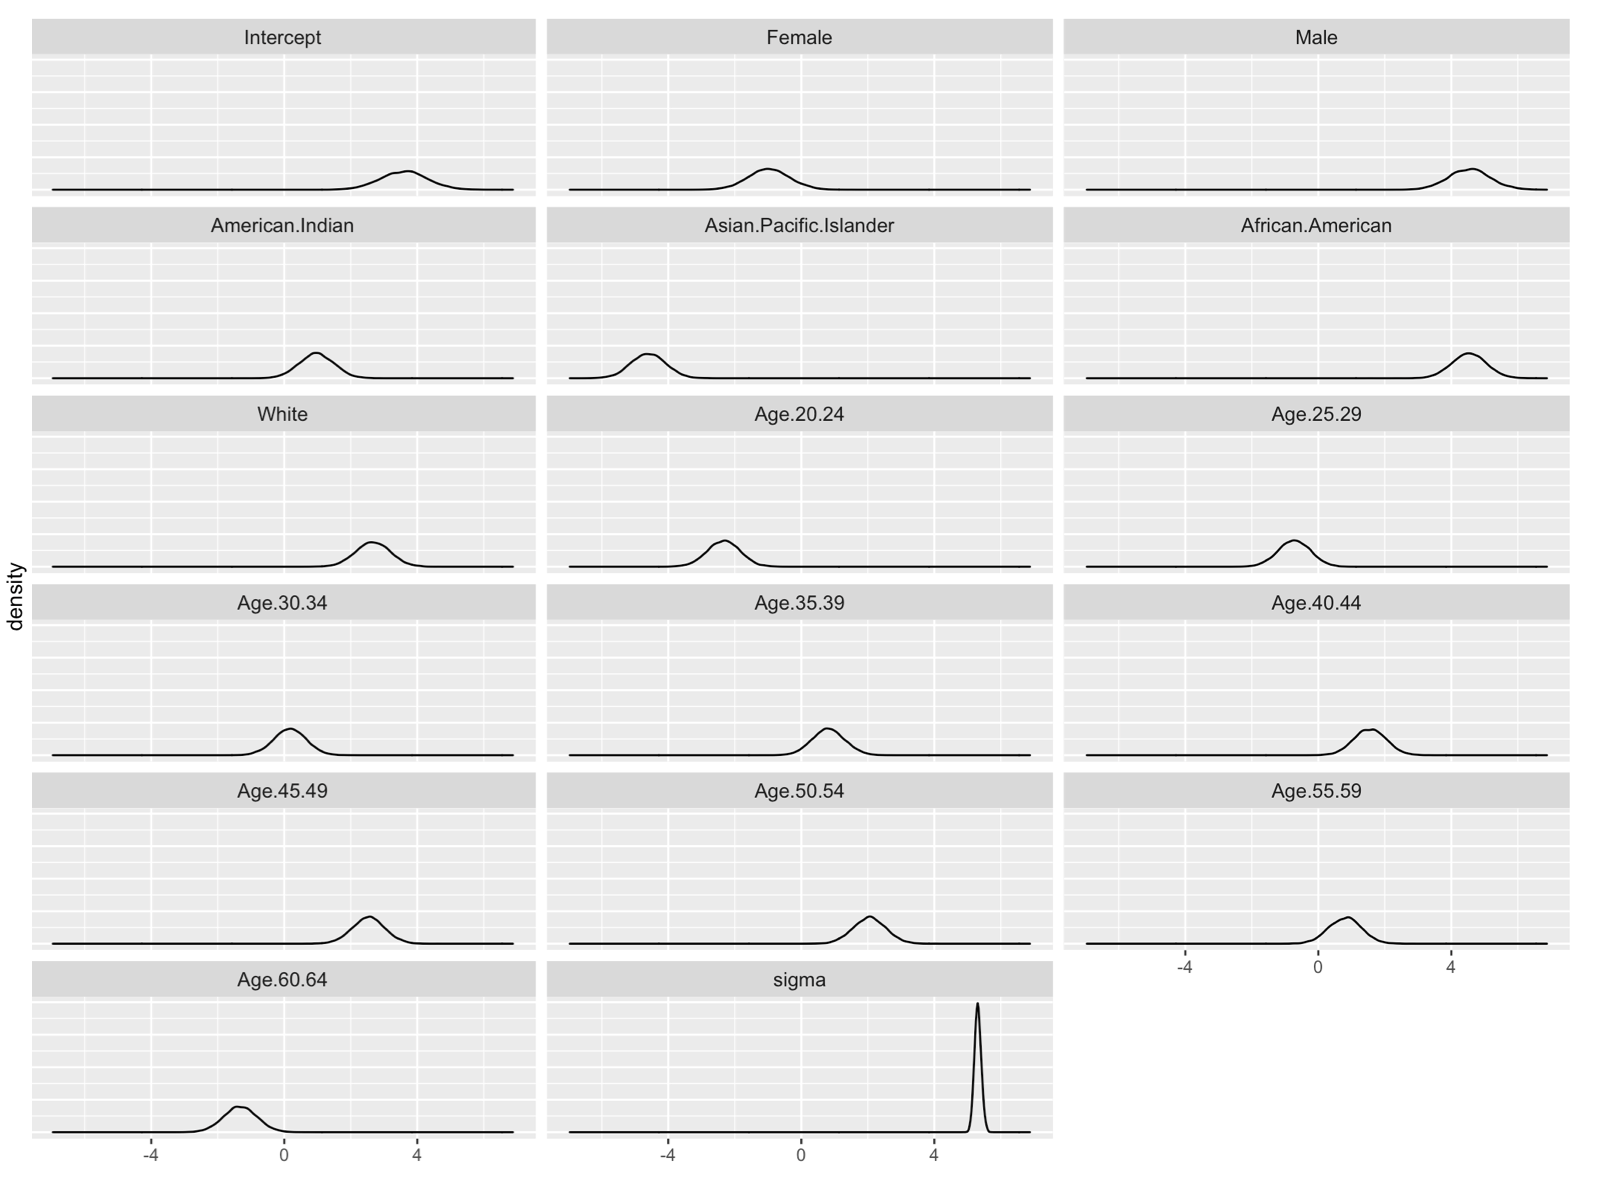 Intercept
Female
Male
American.Indian
Asian.Pacific.Islander
African.American
White
Age.20.24
Age.25.29
density
Age.30.34
Age.35.39
Age.40.44
Age.45.49
Age.50.54
Age.55.59
-4 0 4
Age.60.64
sigma
-4 0 4
-4 0 4